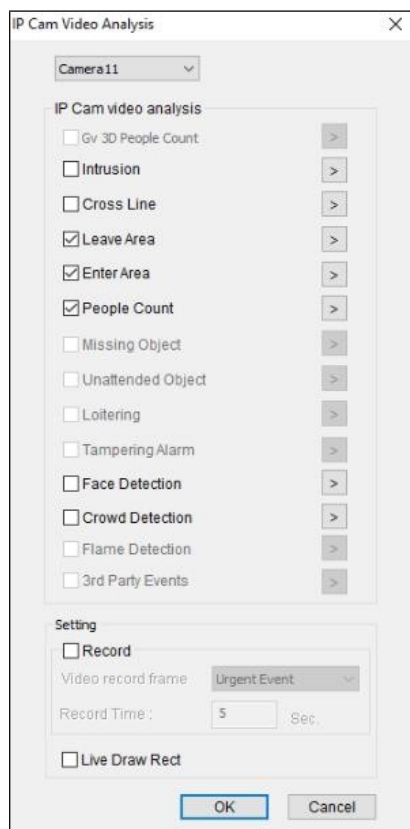 IP Cam Video Analysis
Camera11
IP Cam video analysis
Gv 3D People Count >
Intrusion >
Cross Line >
Leave Area >
Enter Area >
People Count >
Missing Object >
Unattended Object >
Loitering >
Tampering Alarm >
Face Detection >
Crowd Detection >
Flame Detection >
3rd Party Events >
Setting
Record
Video record frame Urgent Event
Record Time : 5 Sec.
Live Draw Rect
OK Cancel